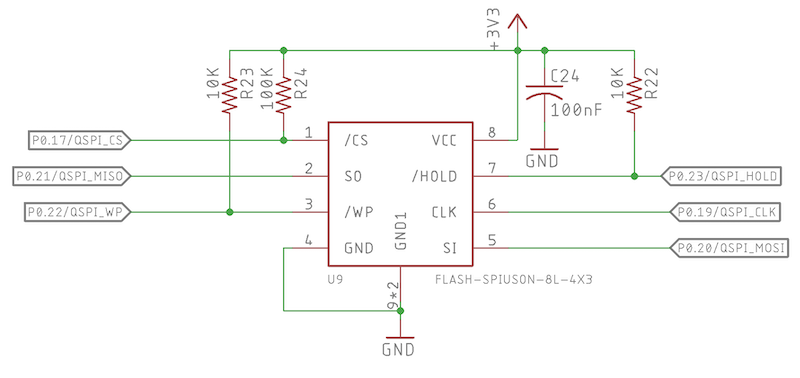 +3V3
10K
R23
100K
R24
C24
100nF
10K
R22
GND
P0.17/QSPI_CS
1
/CS
VCC
8
P0.21/QSPI_MISO
2
SO
/HOLD
7
P0.23/QSPI_HOLD
P0.22/QSPI_WP
3
/WP
CLK
6
P0.19/QSPI_CLK
4
GND
GND1
SI
5
P0.20/QSPI_MOSI
U9
9*2
FLASH-SPIUSON-8L-4X3
GND